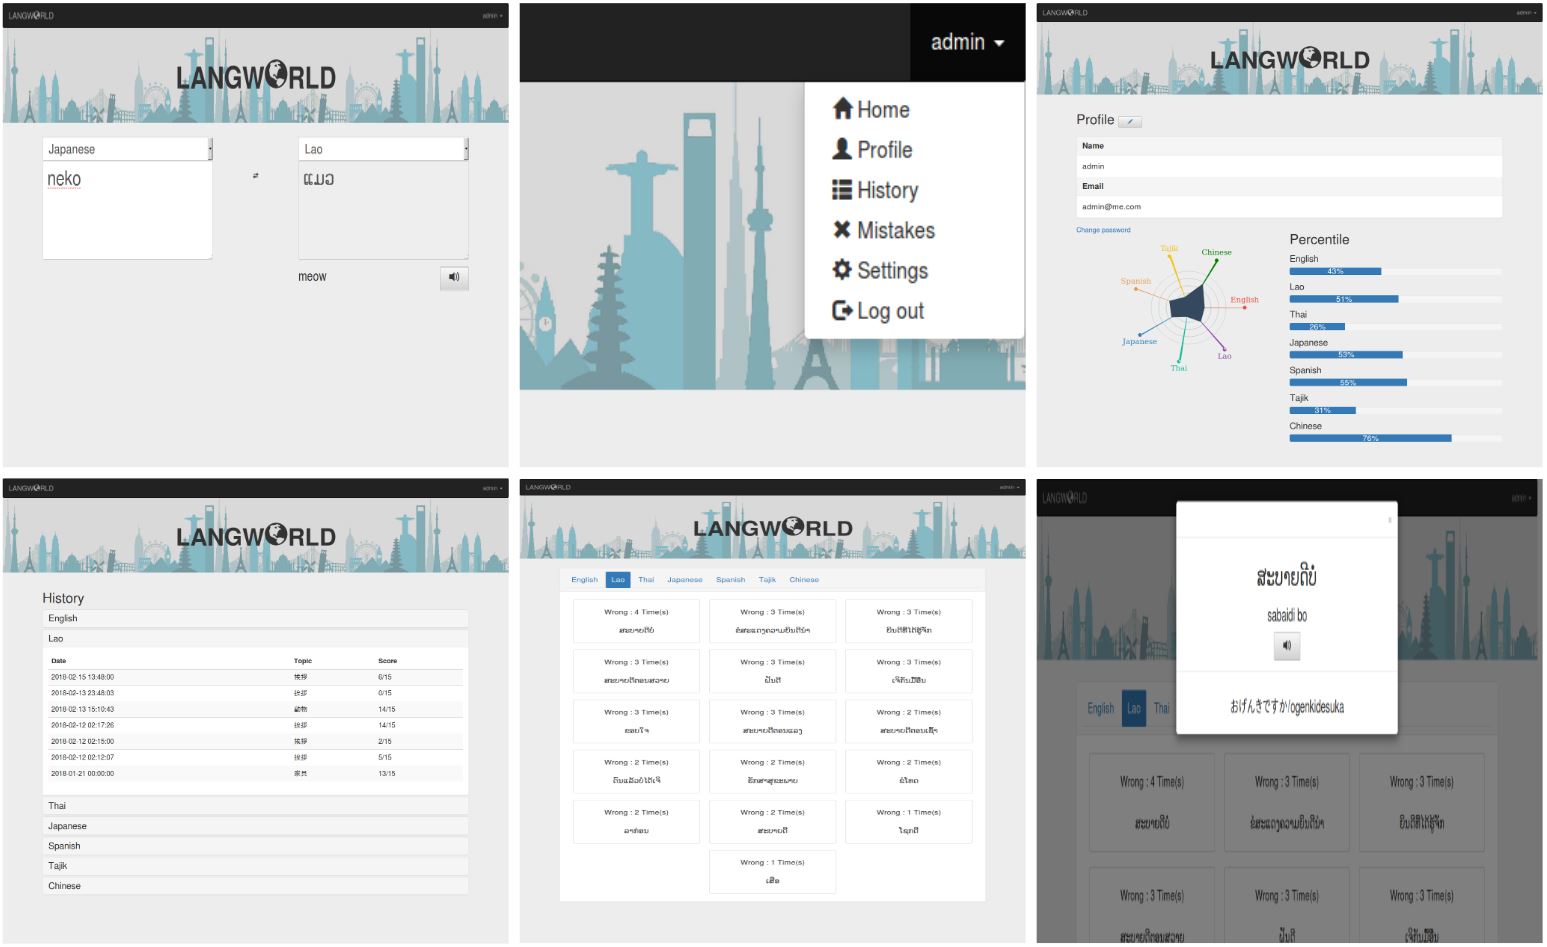 LANGWORLD
admin
LANGWORLD
Japanese
Lao
neko
ແມວ
meow
admin
Home
Profile
History
Mistakes
Settings
Log out
LANGWORLD
admin
LANGWORLD
Profile
Name
admin
Email
admin@me.com
Change password
Tajik
Chinese
Spanish
English
Japanese
Lao
Thai
Percentile
English
43%
Lao
51%
Thai
26%
Japanese
53%
Spanish
55%
Tajik
31%
Chinese
76%
LANGWORLD
admin
LANGWORLD
History
English
Lao
Date Topic Score
2018-02-15 13:48:00 挨拶 6/15
2018-02-13 23:48:03 挨拶 0/15
2018-02-13 15:10:43 動物 14/15
2018-02-12 02:17:26 挨拶 14/15
2018-02-12 02:15:00 挨拶 2/15
2018-02-12 02:12:07 挨拶 5/15
2018-01-21 00:00:00 家具 13/15
Thai
Japanese
Spanish
Tajik
Chinese
LANGWORLD
admin
LANGWORLD
English Lao Thai Japanese Spanish Tajik Chinese
Wrong : 4 Time(s) Wrong : 3 Time(s) Wrong : 3 Time(s)
ສະບາຍດີບໍ່ ຂໍສະແດງຄວາມຍິນດີນຳ ຍິນດີທີ່ໄດ້ຮູ້ຈັກ
Wrong : 3 Time(s) Wrong : 3 Time(s) Wrong : 3 Time(s)
ສະບາຍດີຕອນສວາຍ ຝັນດີ ເຈິກັນມື້ອື່ນ
Wrong : 3 Time(s) Wrong : 3 Time(s) Wrong : 2 Time(s)
ຂອບໃຈ ສະບາຍດີຕອນແລງ ສະບາຍດີຕອນເຊົ້າ
Wrong : 2 Time(s) Wrong : 2 Time(s) Wrong : 2 Time(s)
ດົນແລ້ວບໍ່ໄດ້ເຈິ ຮັກສາສຸຂະພາບ ຂໍໂທດ
Wrong : 2 Time(s) Wrong : 2 Time(s) Wrong : 1 Time(s)
ລາກ່ອນ ສະບາຍດີ ໂຊກດີ
Wrong : 1 Time(s)
ເສືອ
LANGWORLD
admin
x
ສະບາຍດີບໍ່
sabaidi bo
おげんきですか/ogenkidesuka
English Lao Thai
Wrong : 4 Time(s) Wrong : 3 Time(s) Wrong : 3 Time(s)
ສະບາຍດີບໍ່ ຂໍສະແດງຄວາມຍິນດີນຳ ຍິນດີທີ່ໄດ້ຮູ້ຈັກ
Wrong : 3 Time(s) Wrong : 3 Time(s) Wrong : 3 Time(s)
ສະບາຍດີຕອນສວາຍ ຝັນດີ ເຈິກັນມື້ອື່ນ